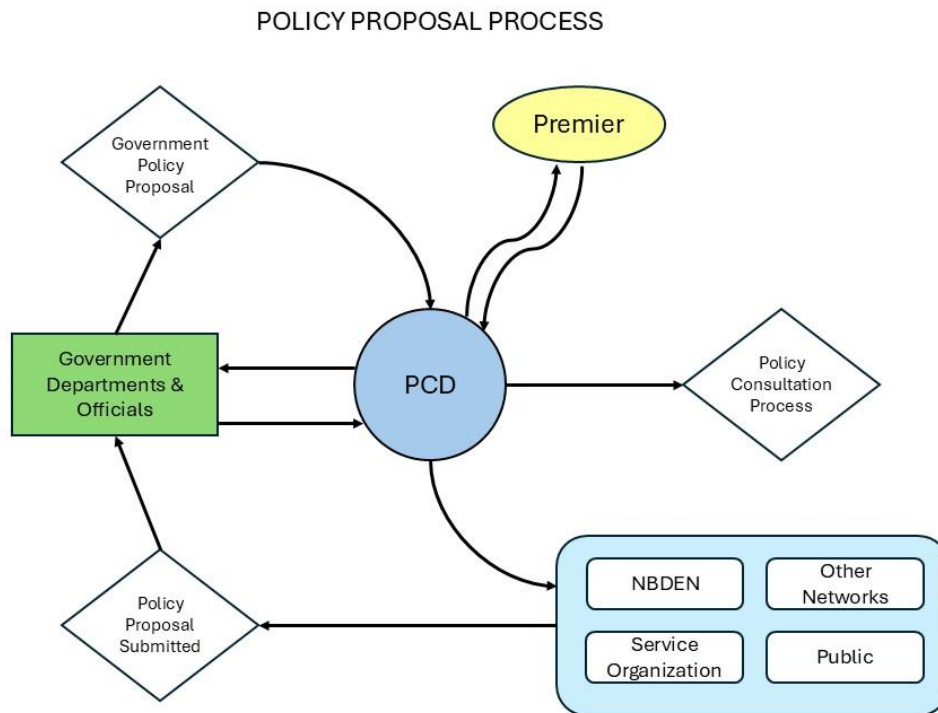 POLICY PROPOSAL PROCESS
Government
Policy
Proposal
Premier
Government
Departments &
Officials
PCD
Policy
Consultation
Process
Policy
Proposal
Submitted
NBDEN
Other
Networks
Service
Organization
Public